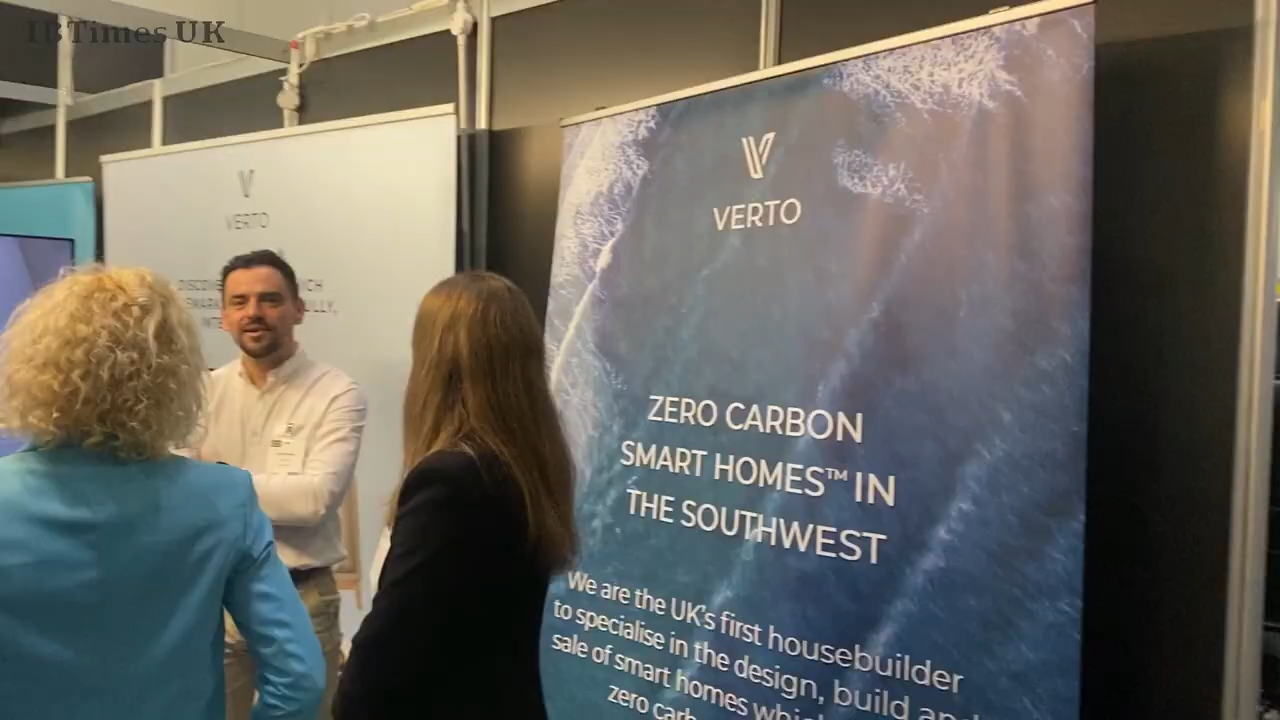 IBTimes UK
VERTO
VERTO
ZERO CARBON
SMART HOMES™ IN
THE SOUTHWEST
We are the UK's first housebuilder
to specialise in the design, build and
sale of smart homes which
zero